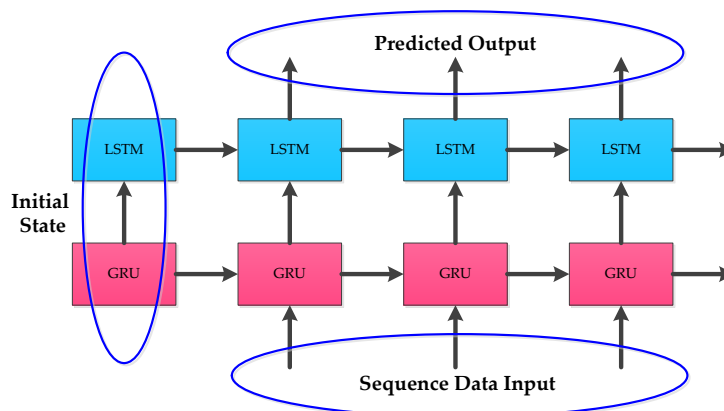 Predicted Output
LSTM
LSTM
LSTM
LSTM
Initial
State
GRU
GRU
GRU
GRU
Sequence Data Input